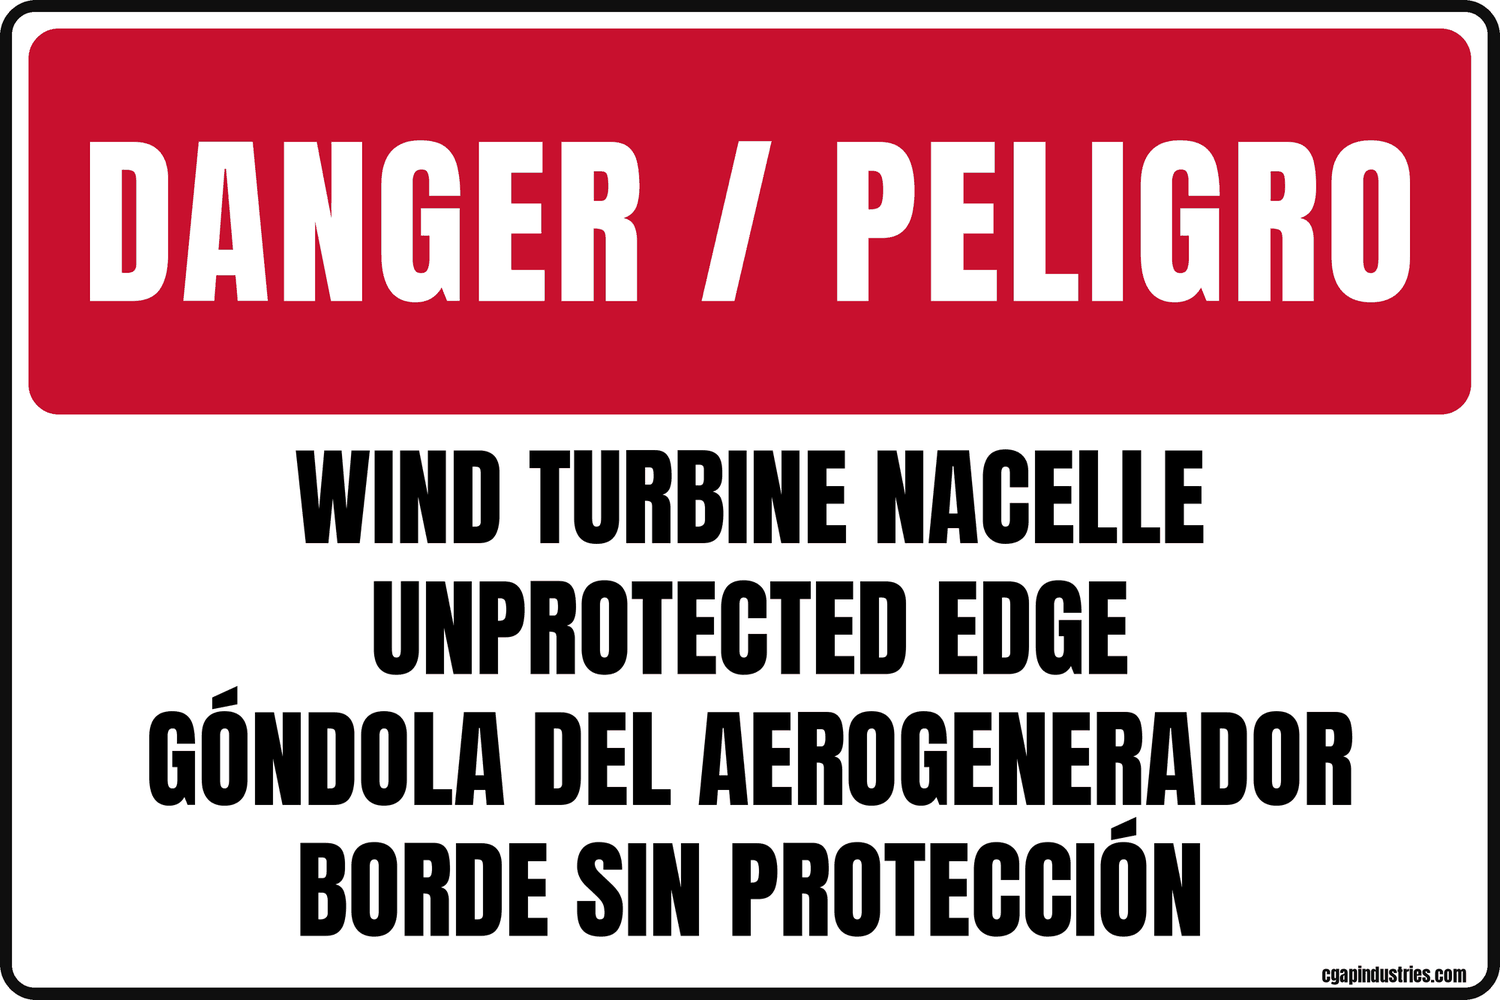 DANGER / PELIGRO
WIND TURBINE NACELLE
UNPROTECTED EDGE
GÓNDOLA DEL AEROGENERADOR
BORDE SIN PROTECCIÓN
cgapindustries.com